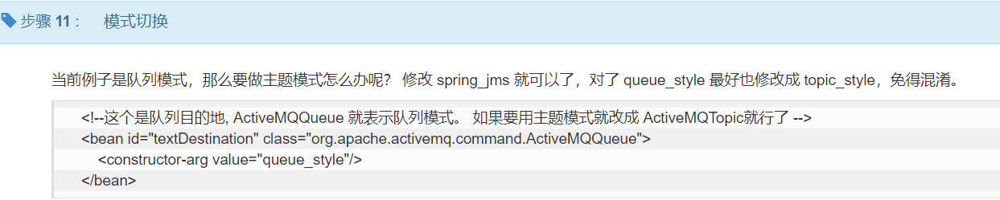 步骤 11 : 模式切换
当前例子是队列模式，那么要做主题模式怎么办呢？ 修改 spring_jms 就可以了，对了 queue_style 最好也修改成 topic_style，免得混淆。
<!--这个是队列目的地, ActiveMQQueue 就表示队列模式。 如果要用主题模式就改成 ActiveMQTopic就行了 -->
<bean id="textDestination" class="org.apache.activemq.command.ActiveMQQueue">
<constructor-arg value="queue_style"/>
</bean>